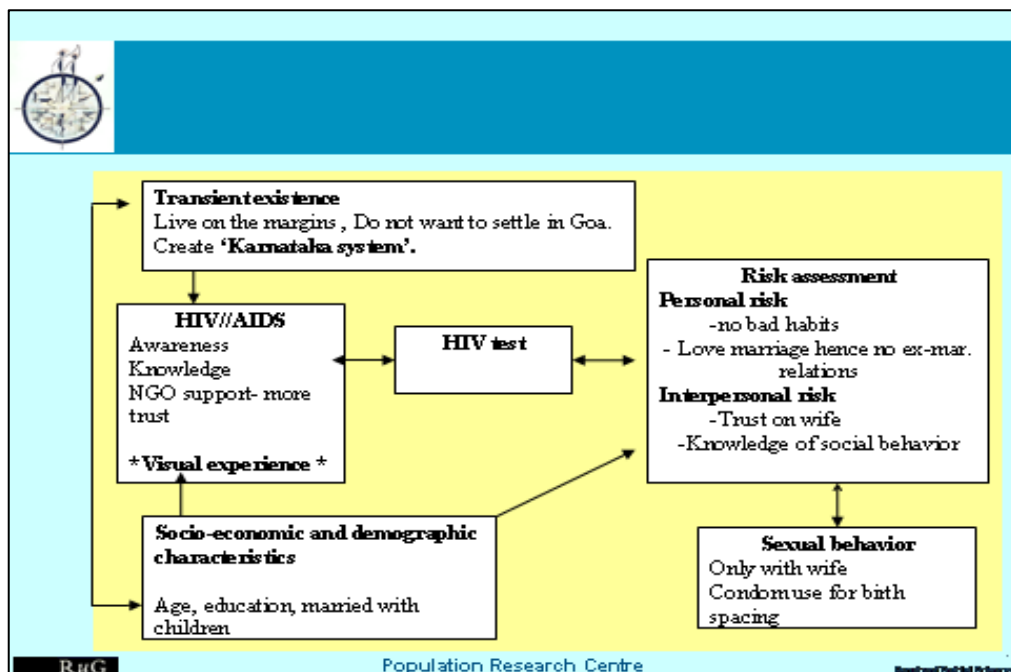 Transient existence
Live on the margins , Do not want to settle in Goa.
Create ‘Karnataka system’.
HIV//AIDS
Awareness
Knowledge
NGO support- more
trust
*Visual experience *
HIV test
Risk assessment
Personal risk
-no bad habits
- Love marriage hence no ex-mar.
relations
Interpersonal risk
-Trust on wife
-Knowledge of social behavior
Socio-economic and demographic
characteristics
Age, education, married with
children
Sexual behavior
Only with wife
Condom use for birth
spacing
RuG
Population Research Centre